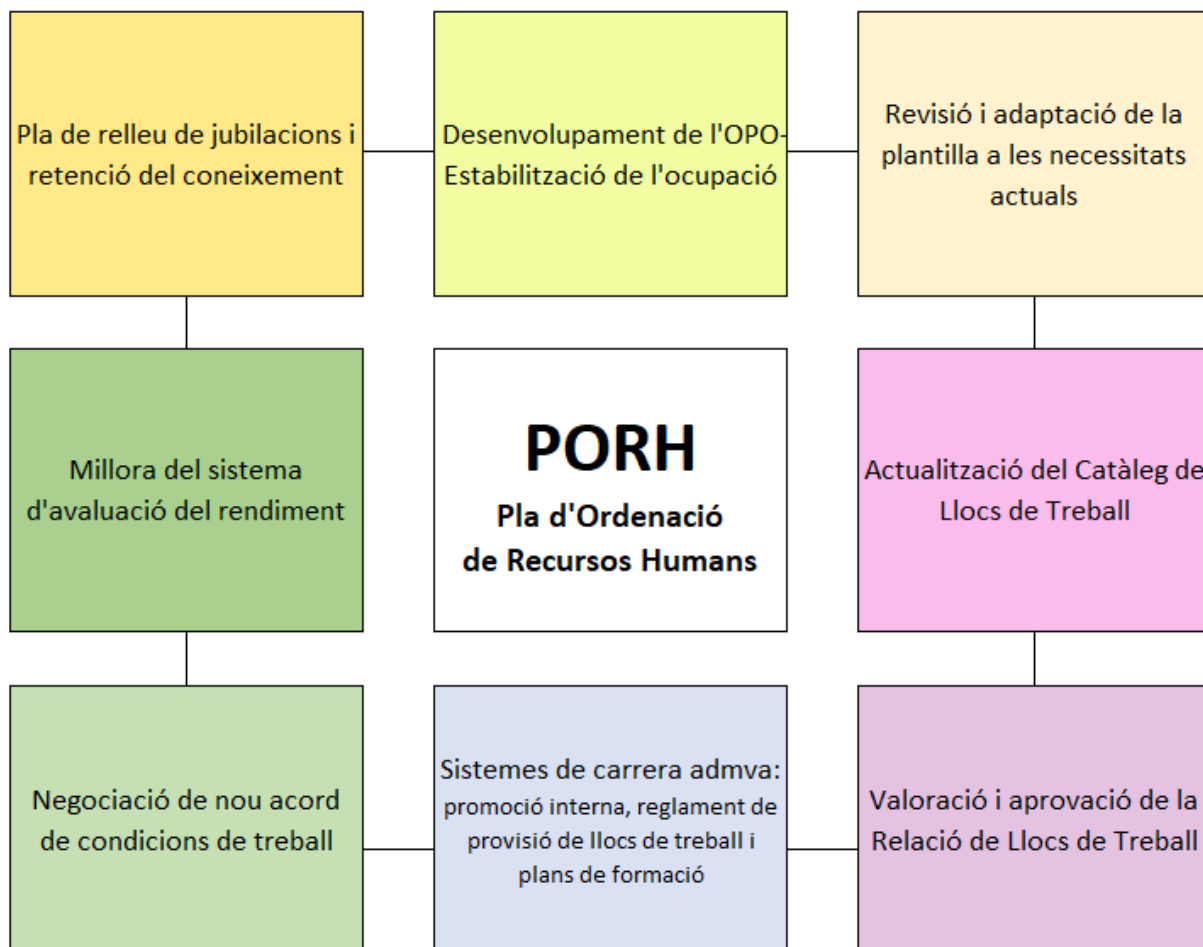 Pla de relleu de jubilacions i
retenció del coneixement
Desenvolupament de l'OPO-
Estabilització de l'ocupació
Revisió i adaptació de la
plantilla a les necessitats
actuals
Millora del sistema
d'avaluació del rendiment
PORH
Pla d'Ordenació
de Recursos Humans
Actualització del Catàleg de
Llocs de Treball
Negociació de nou acord
de condicions de treball
Sistemes de carrera admva:
promoció interna, reglament de
provisió de llocs de treball i
plans de formació
Valoració i aprovació de la
Relació de Llocs de Treball